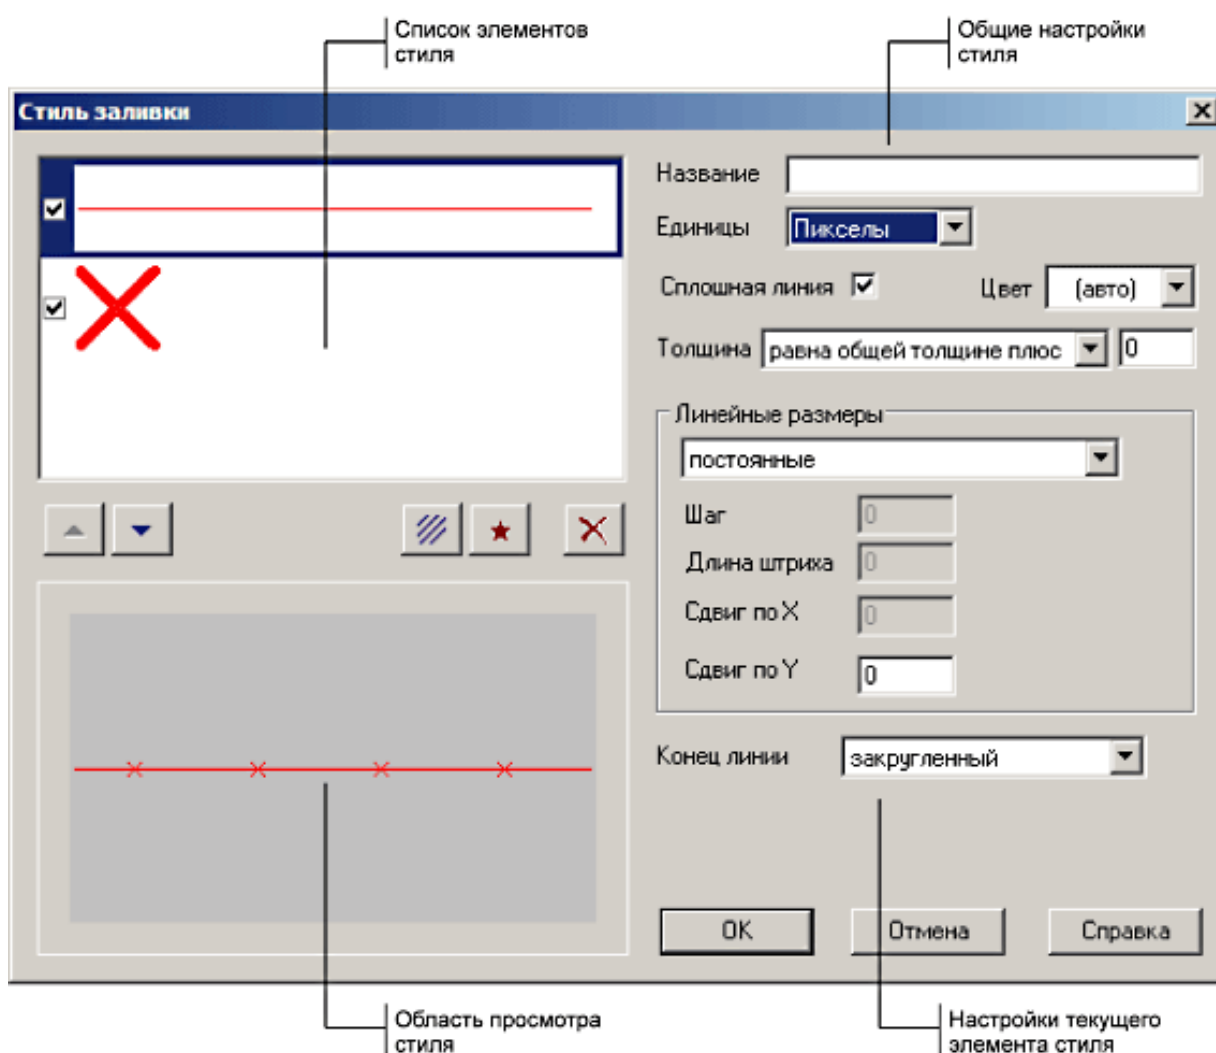 Список элементов
стиля
Общие настройки
стиля
Стиль заливки
Название
Единицы Пикселы
Сплошная линия Цвет (авто)
Толщина равна общей толщине плюс 0
Линейные размеры
постоянные
Шаг 0
Длина штриха 0
Сдвиг по X 0
Сдвиг по Y 0
Конец линии закругленный
OK Отмена Справка
Область просмотра
стиля
Настройки текущего
элемента стиля